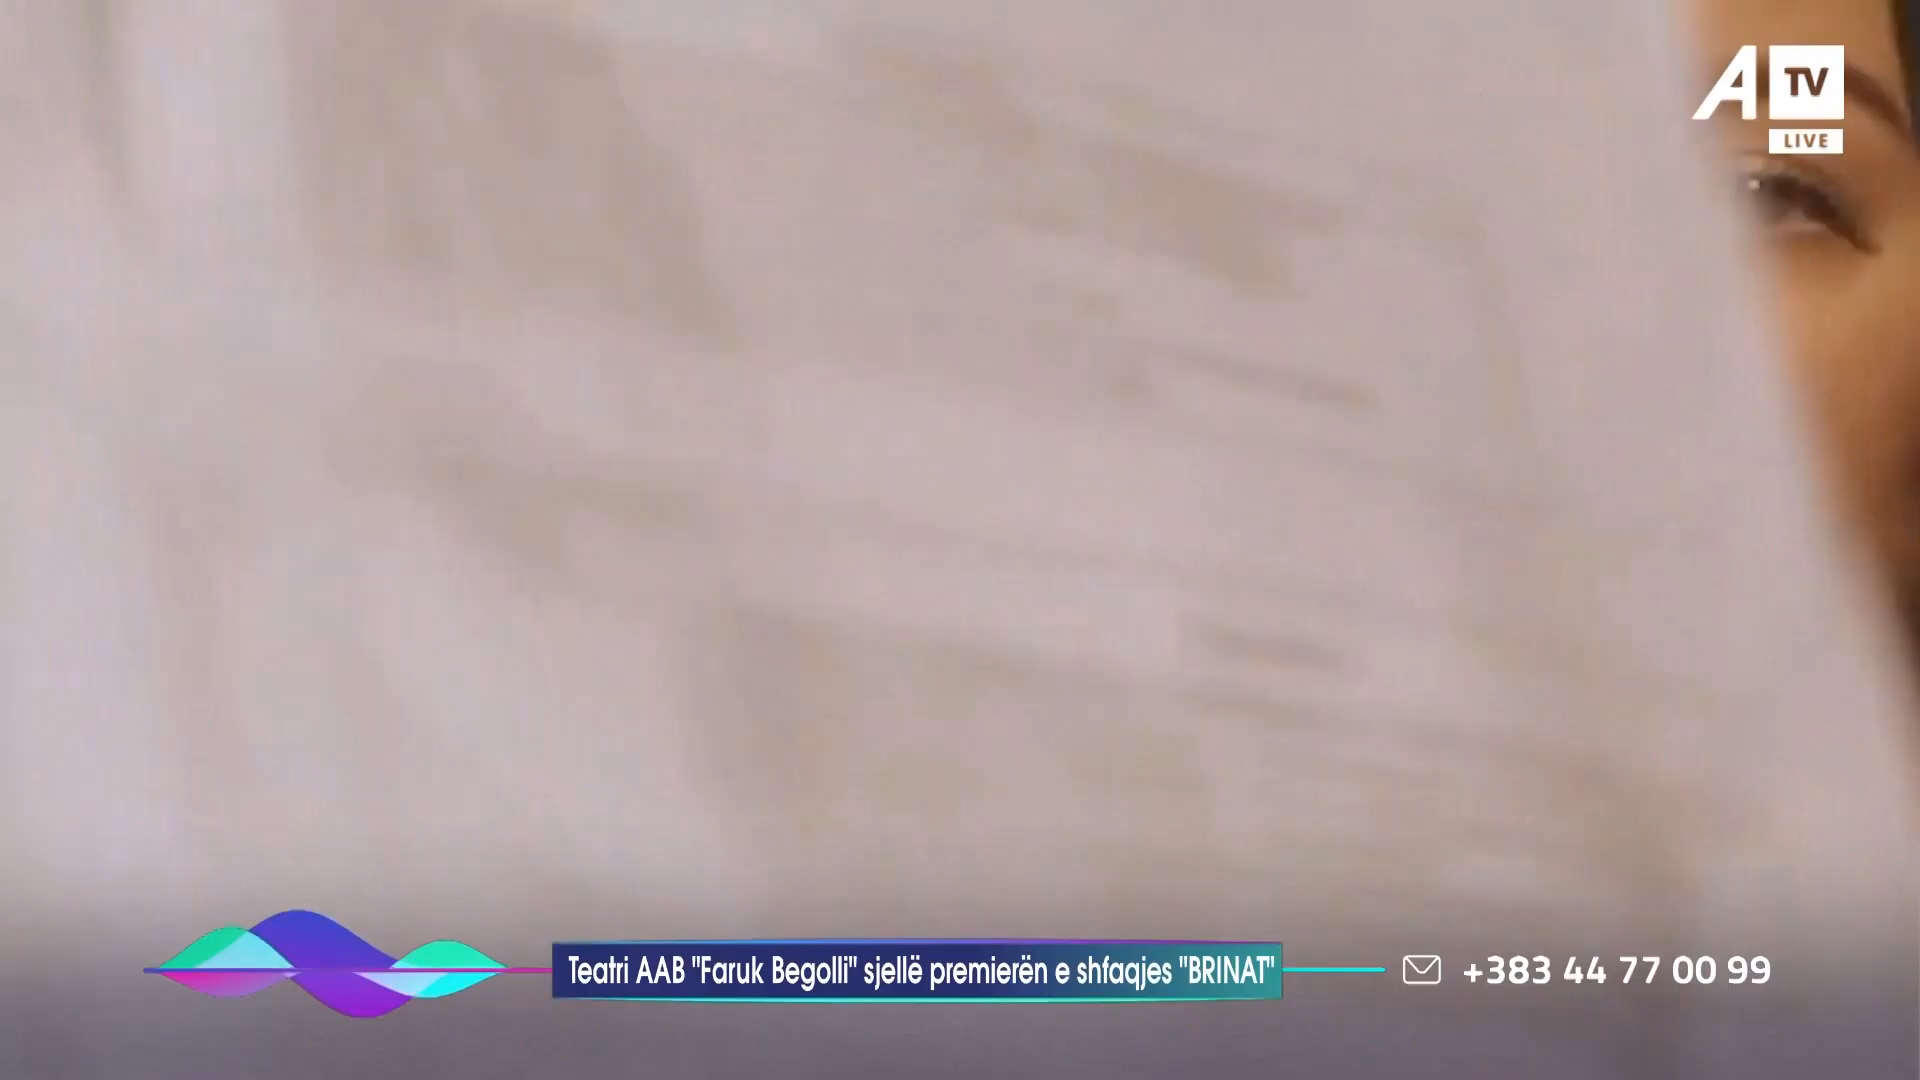 A TV
LIVE
Teatri AAB "Faruk Begolli" sjellë premierën e shfaqjes "BRINAT"
+383 44 77 00 99